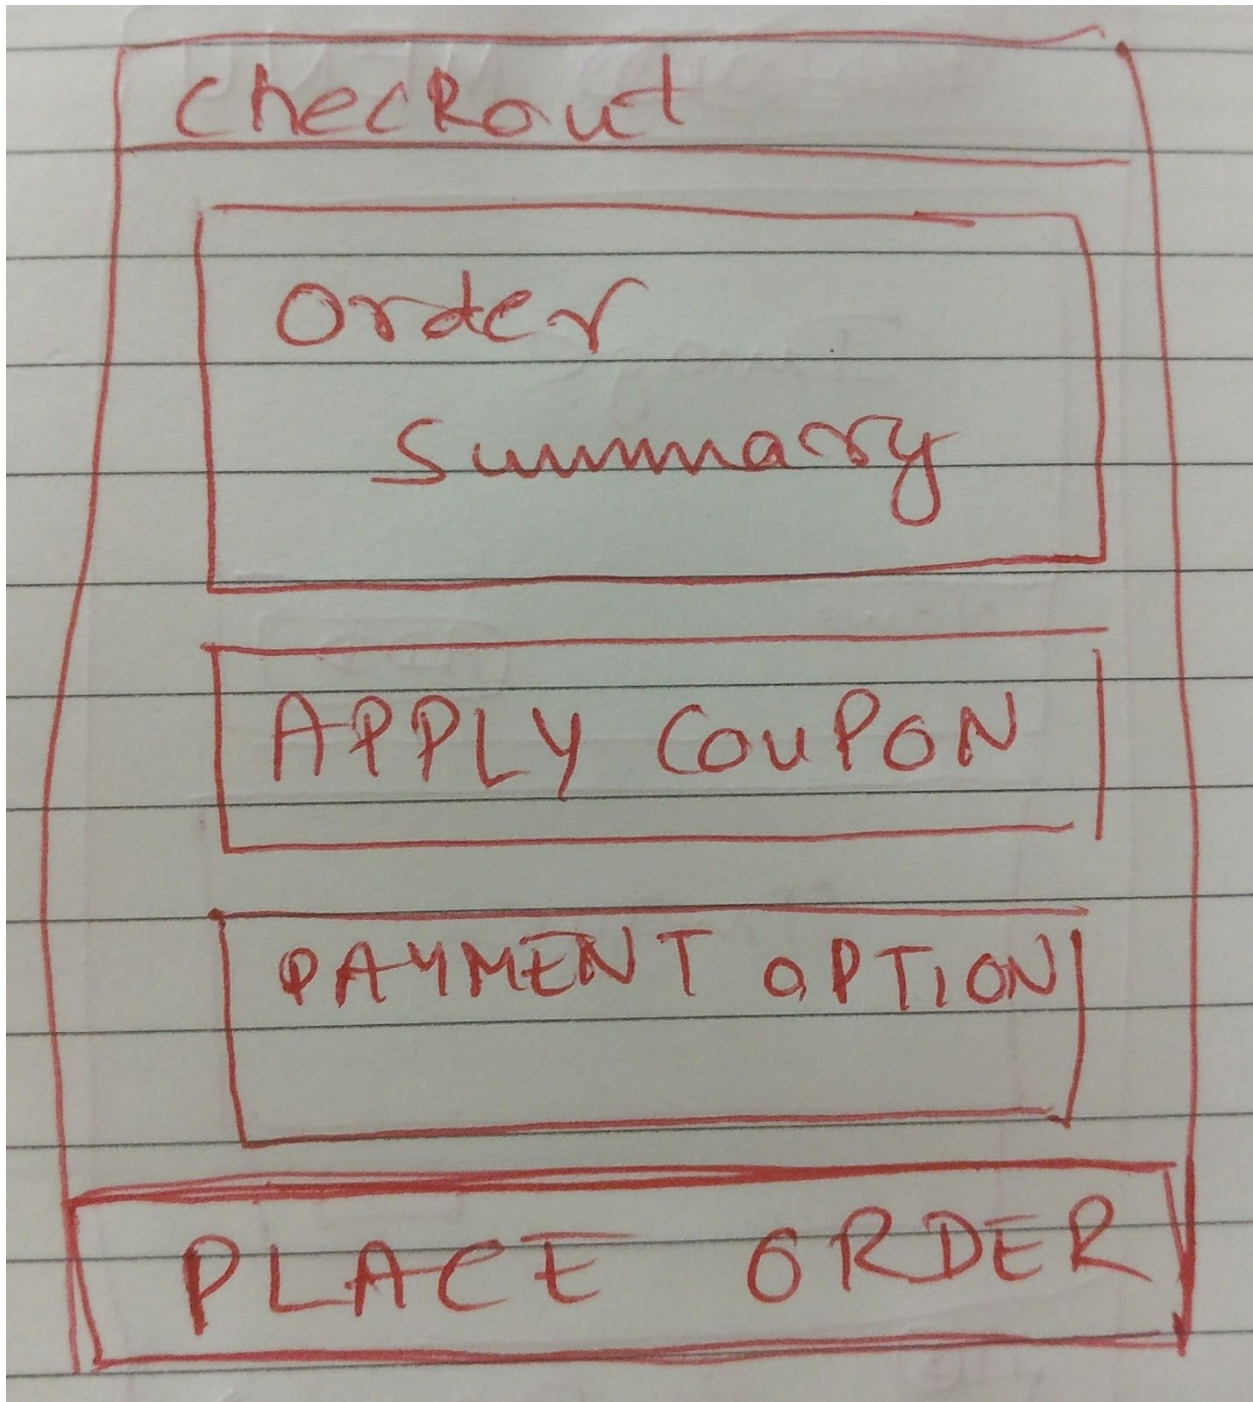 Checkout
Order
Summary
APPLY COUPON
PAYMENT OPTION
PLACE ORDER